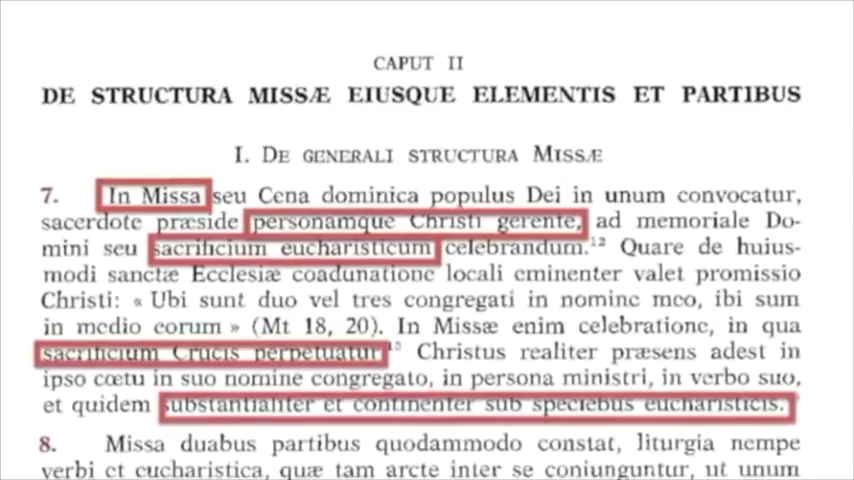 CAPUT II
DE STRUCTURA MISSÆ EIUSQUE ELEMENTIS ET PARTIBUS
I. DE GENERALI STRUCTURA MISSÆ
7. In Missa seu Cena dominica populus Dei in unum convocatur,
sacerdote præside personamque Christi gerente, ad memoriale Do-
mini seu sacrificium eucharisticum celebrandum.¹² Quare de huius-
modi sanctæ Ecclesiæ coadunatione locali eminenter valet promissio
Christi: « Ubi sunt duo vel tres congregati in nomine meo, ibi sum
in medio eorum » (Mt 18, 20). In Missæ enim celebratione, in qua
sacrificium Crucis perpetuatur,¹³ Christus realiter præsens adest in
ipso cœtu in suo nomine congregato, in persona ministri, in verbo suo,
et quidem substantialiter et continenter sub speciebus eucharisticis.
8. Missa duabus partibus quodammodo constat, liturgia nempe
verbi et eucharistica, quæ tam arcte inter se coniunguntur, ut unum